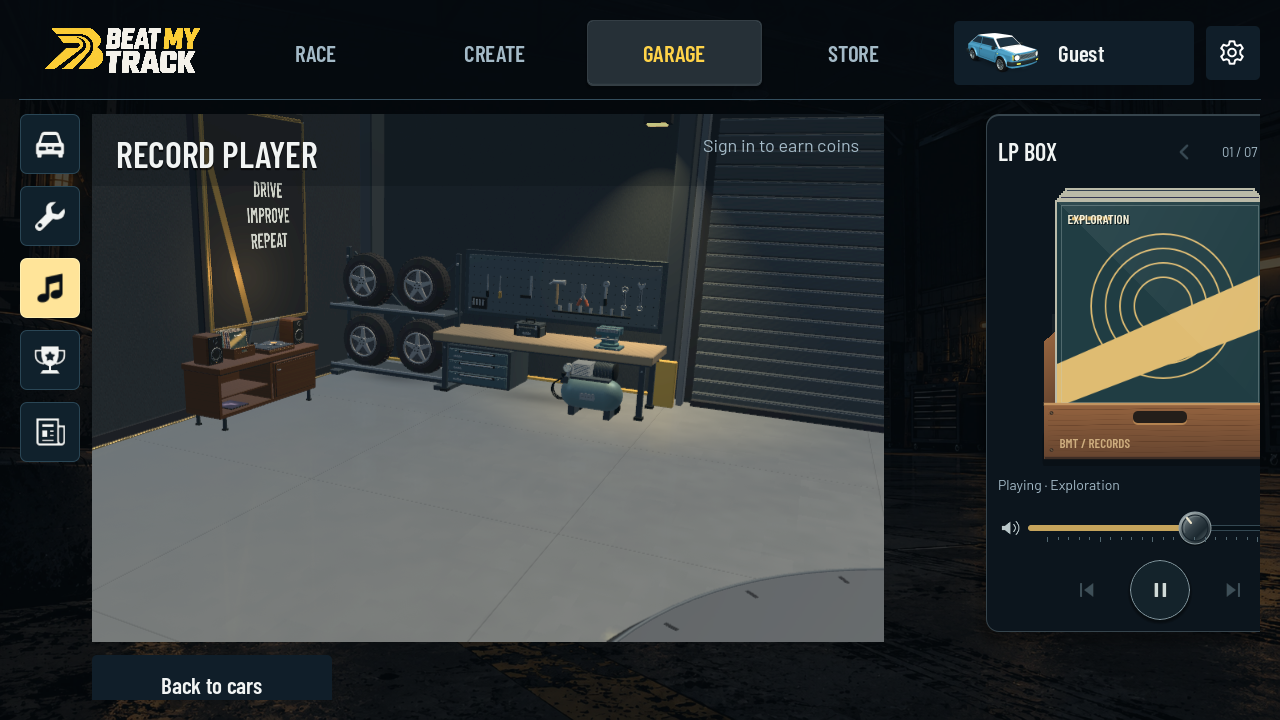 BEAT MY
TRACK
RACE
CREATE
GARAGE
STORE
Guest
RECORD PLAYER
Sign in to earn coins
DRIVE
IMPROVE
REPEAT
LP BOX
01 / 07
EXPLORATION
BMT / RECORDS
Playing · Exploration
Back to cars